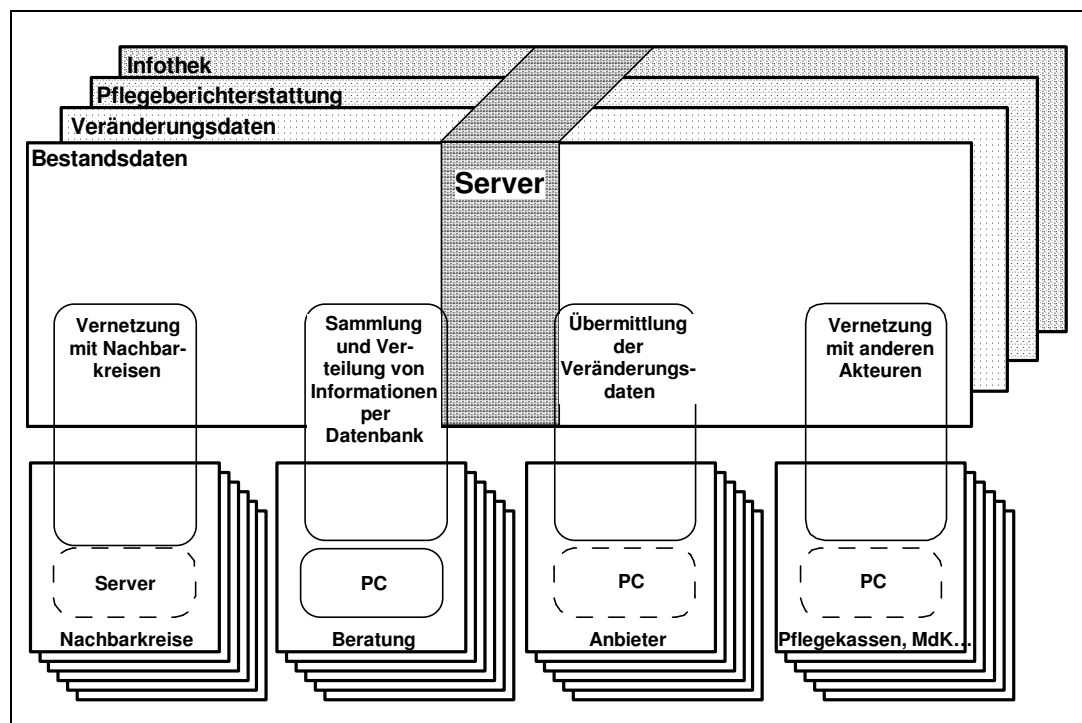 Infothek
Pflegeberichterstattung
Veränderungsdaten
Bestandsdaten
Server
Vernetzung
mit Nachbar-
kreisen
Sammlung
und Ver-
teilung von
Informationen
per
Datenbank
Übermittlung
der
Veränderungs-
daten
Vernetzung
mit anderen
Akteuren
Server
Nachbarkreise
PC
Beratung
PC
Anbieter
PC
Pflegekassen, MdK...